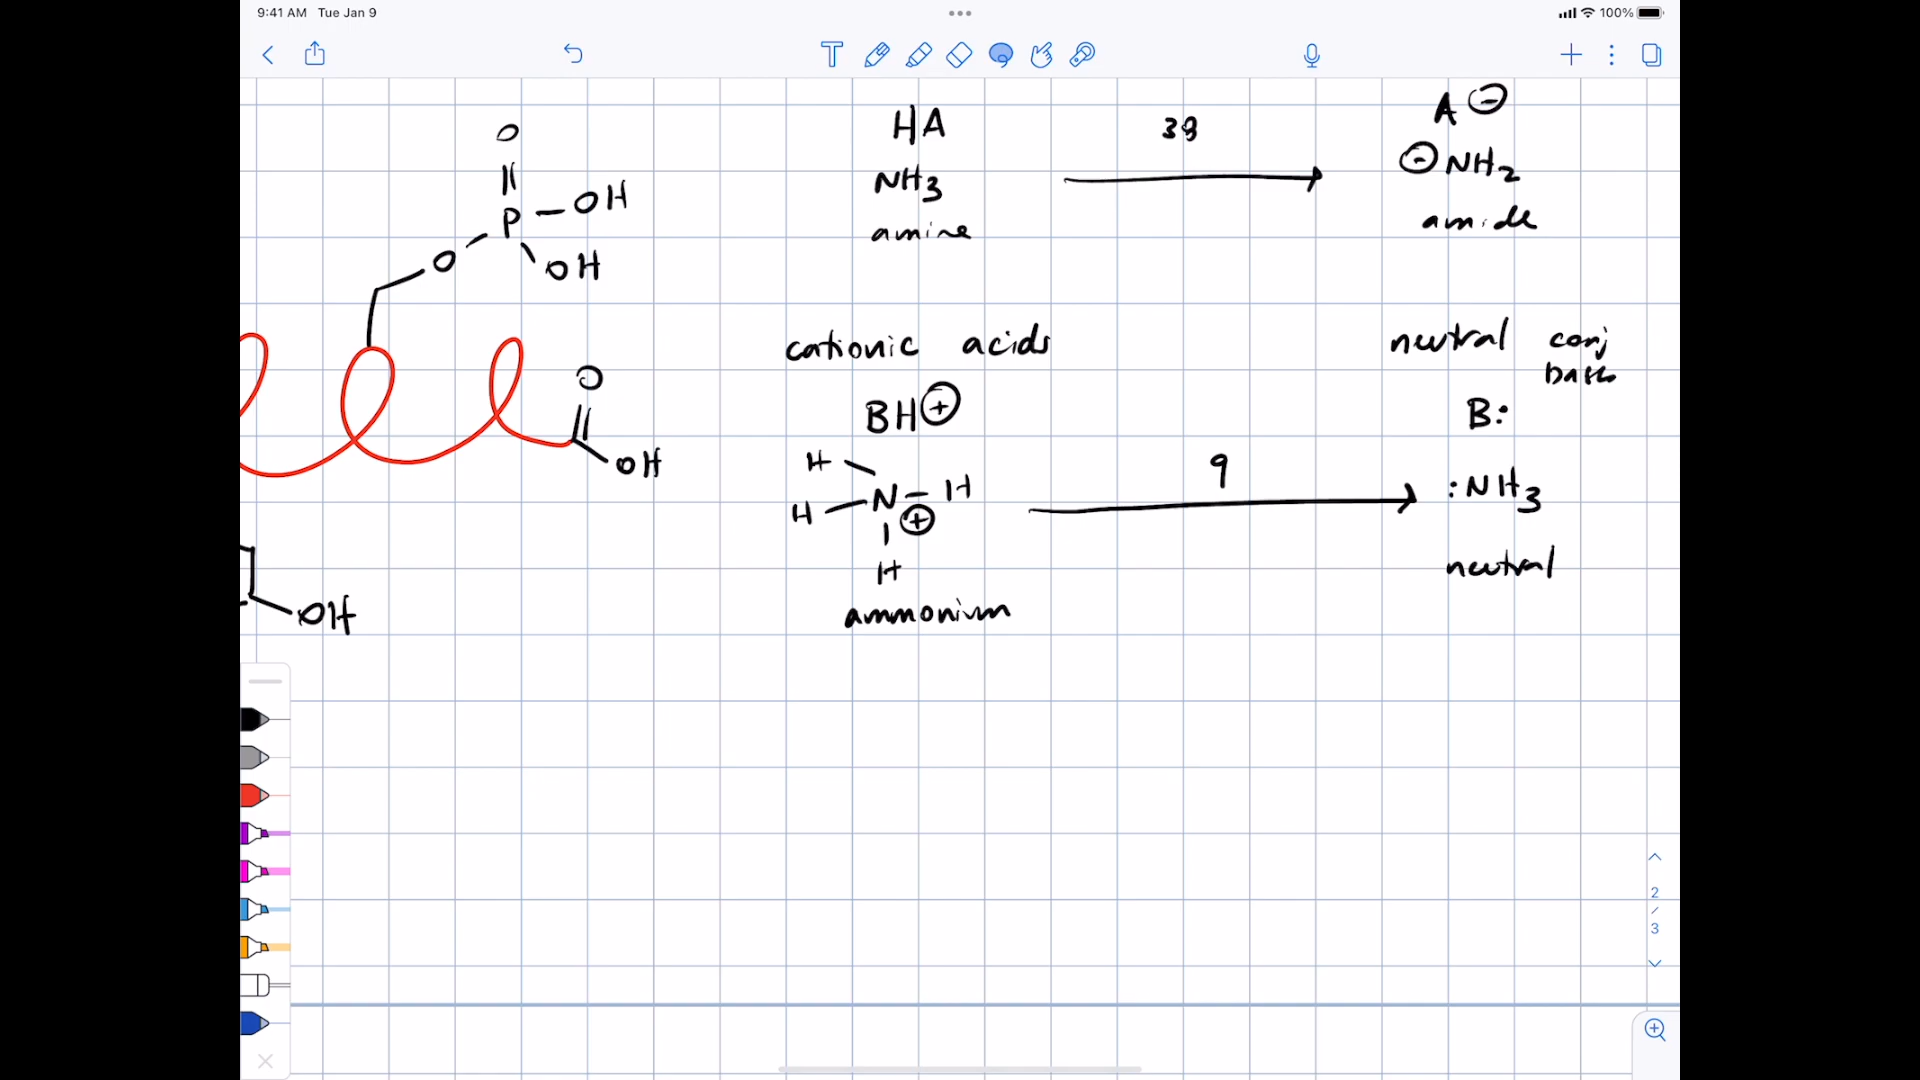 9:41 AM Tue Jan 9
100%
O
||
P - OH
O
OH
O
OH
OH
HA
NH3
amine
38
A ⊖
⊖ NH2
amide
cationic acids
BH⊕
H
H N - H
⊕
H
ammonium
9
neutral conj
bases
B:
:NH3
neutral
2
/
3